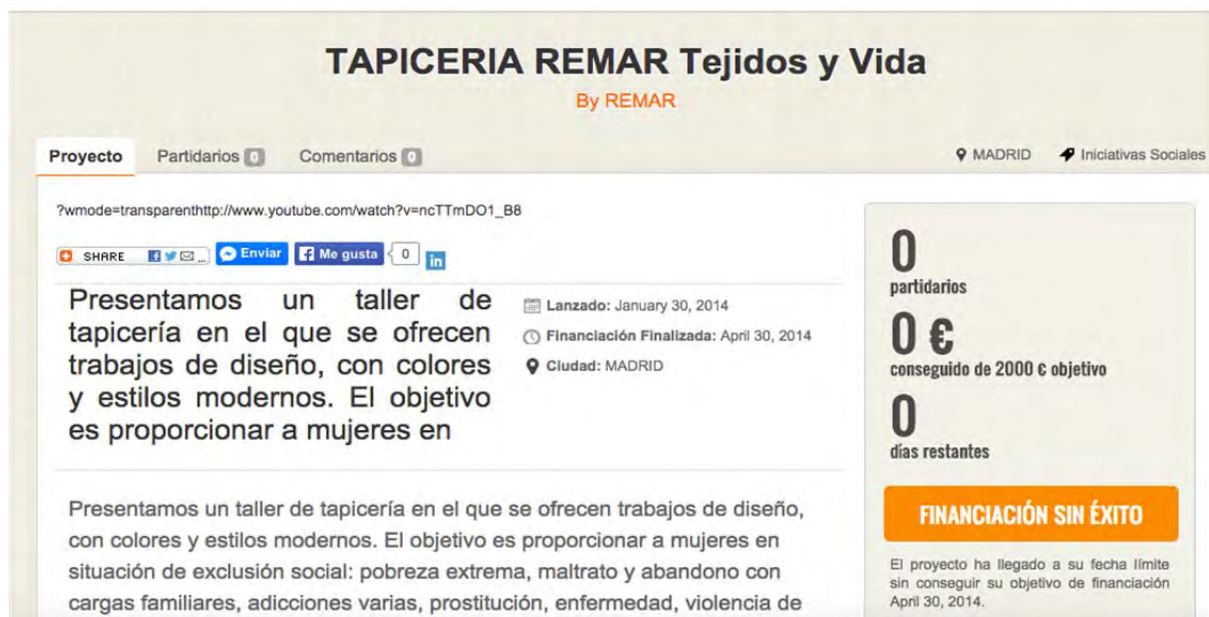 TAPICERIA REMAR Tejidos y Vida
By REMAR
Proyecto Partidarios 0 Comentarios 0
MADRID Iniciativas Sociales
?wmode=transparenthttp://www.youtube.com/watch?v=ncTTmDO1_B8
SHARE ... Enviar Me gusta 0 in
Presentamos un taller de
tapicería en el que se ofrecen
trabajos de diseño, con colores
y estilos modernos. El objetivo
es proporcionar a mujeres en
Lanzado: January 30, 2014
Financiación Finalizada: April 30, 2014
Ciudad: MADRID
Presentamos un taller de tapicería en el que se ofrecen trabajos de diseño,
con colores y estilos modernos. El objetivo es proporcionar a mujeres en
situación de exclusión social: pobreza extrema, maltrato y abandono con
cargas familiares, adicciones varias, prostitución, enfermedad, violencia de
0
partidarios
0 €
conseguido de 2000 € objetivo
0
días restantes
FINANCIACIÓN SIN ÉXITO
El proyecto ha llegado a su fecha límite
sin conseguir su objetivo de financiación
April 30, 2014.